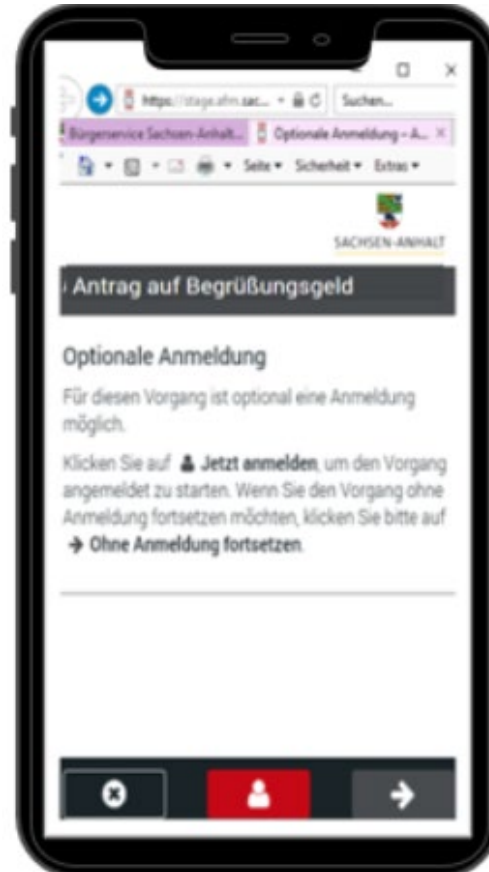 https://stage.afm.sac... Suchen...
Bürgerservice Sachsen-Anhalt... Optionale Anmeldung – A...
Seite Sicherheit Extras
SACHSEN-ANHALT
Antrag auf Begrüßungsgeld
Optionale Anmeldung
Für diesen Vorgang ist optional eine Anmeldung
möglich.
Klicken Sie auf Jetzt anmelden, um den Vorgang
angemeldet zu starten. Wenn Sie den Vorgang ohne
Anmeldung fortsetzen möchten, klicken Sie bitte auf
→ Ohne Anmeldung fortsetzen.